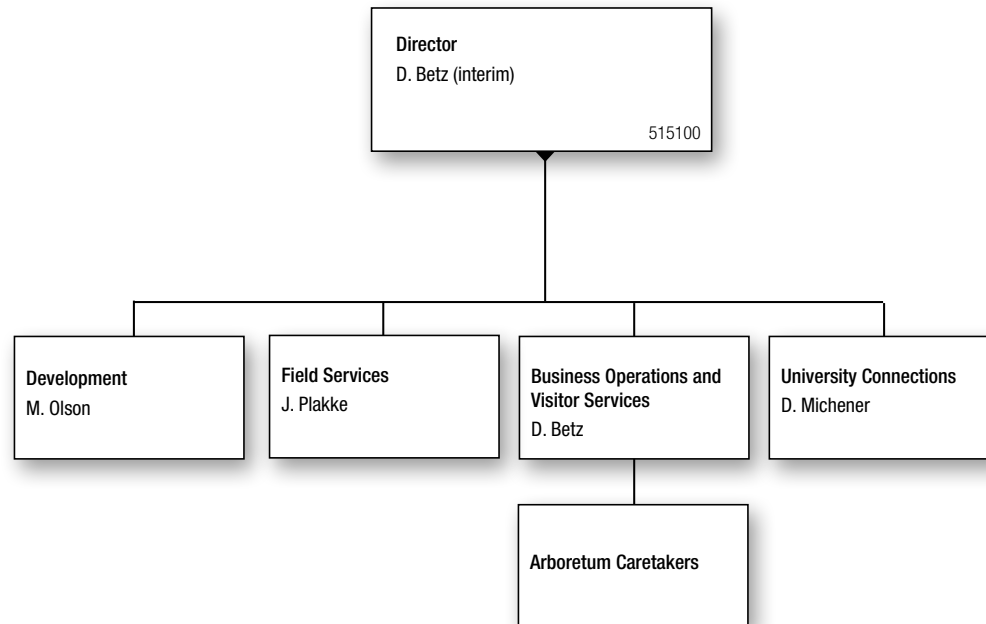 Director
D. Betz (interim)
515100
Development
M. Olson
Field Services
J. Plakke
Business Operations and
Visitor Services
D. Betz
University Connections
D. Michener
Arboretum Caretakers